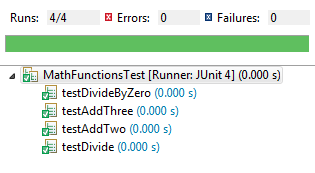 Runs: 4/4 Errors: 0 Failures: 0
MathFunctionsTest [Runner: JUnit 4] (0.000 s)
testDivideByZero (0.000 s)
testAddThree (0.000 s)
testAddTwo (0.000 s)
testDivide (0.000 s)